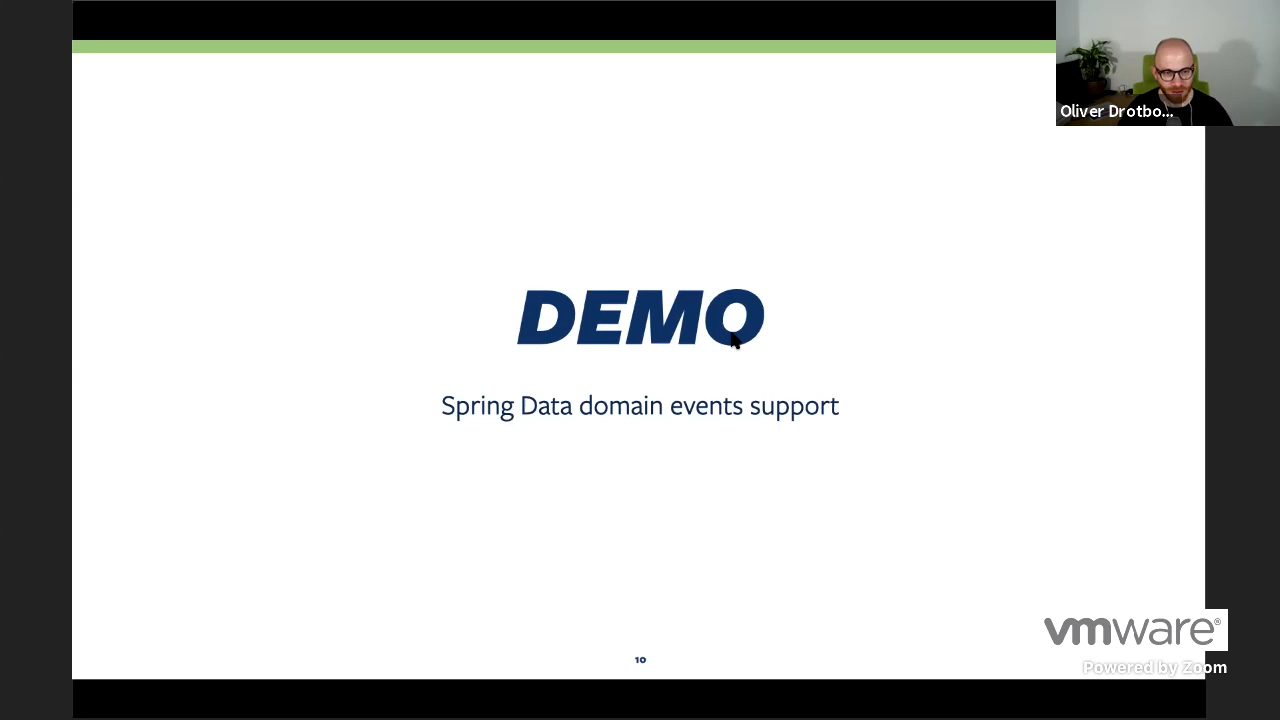 Oliver Drotbo...
DEMO
Spring Data domain events support
10
vmware®
Powered by Zoom